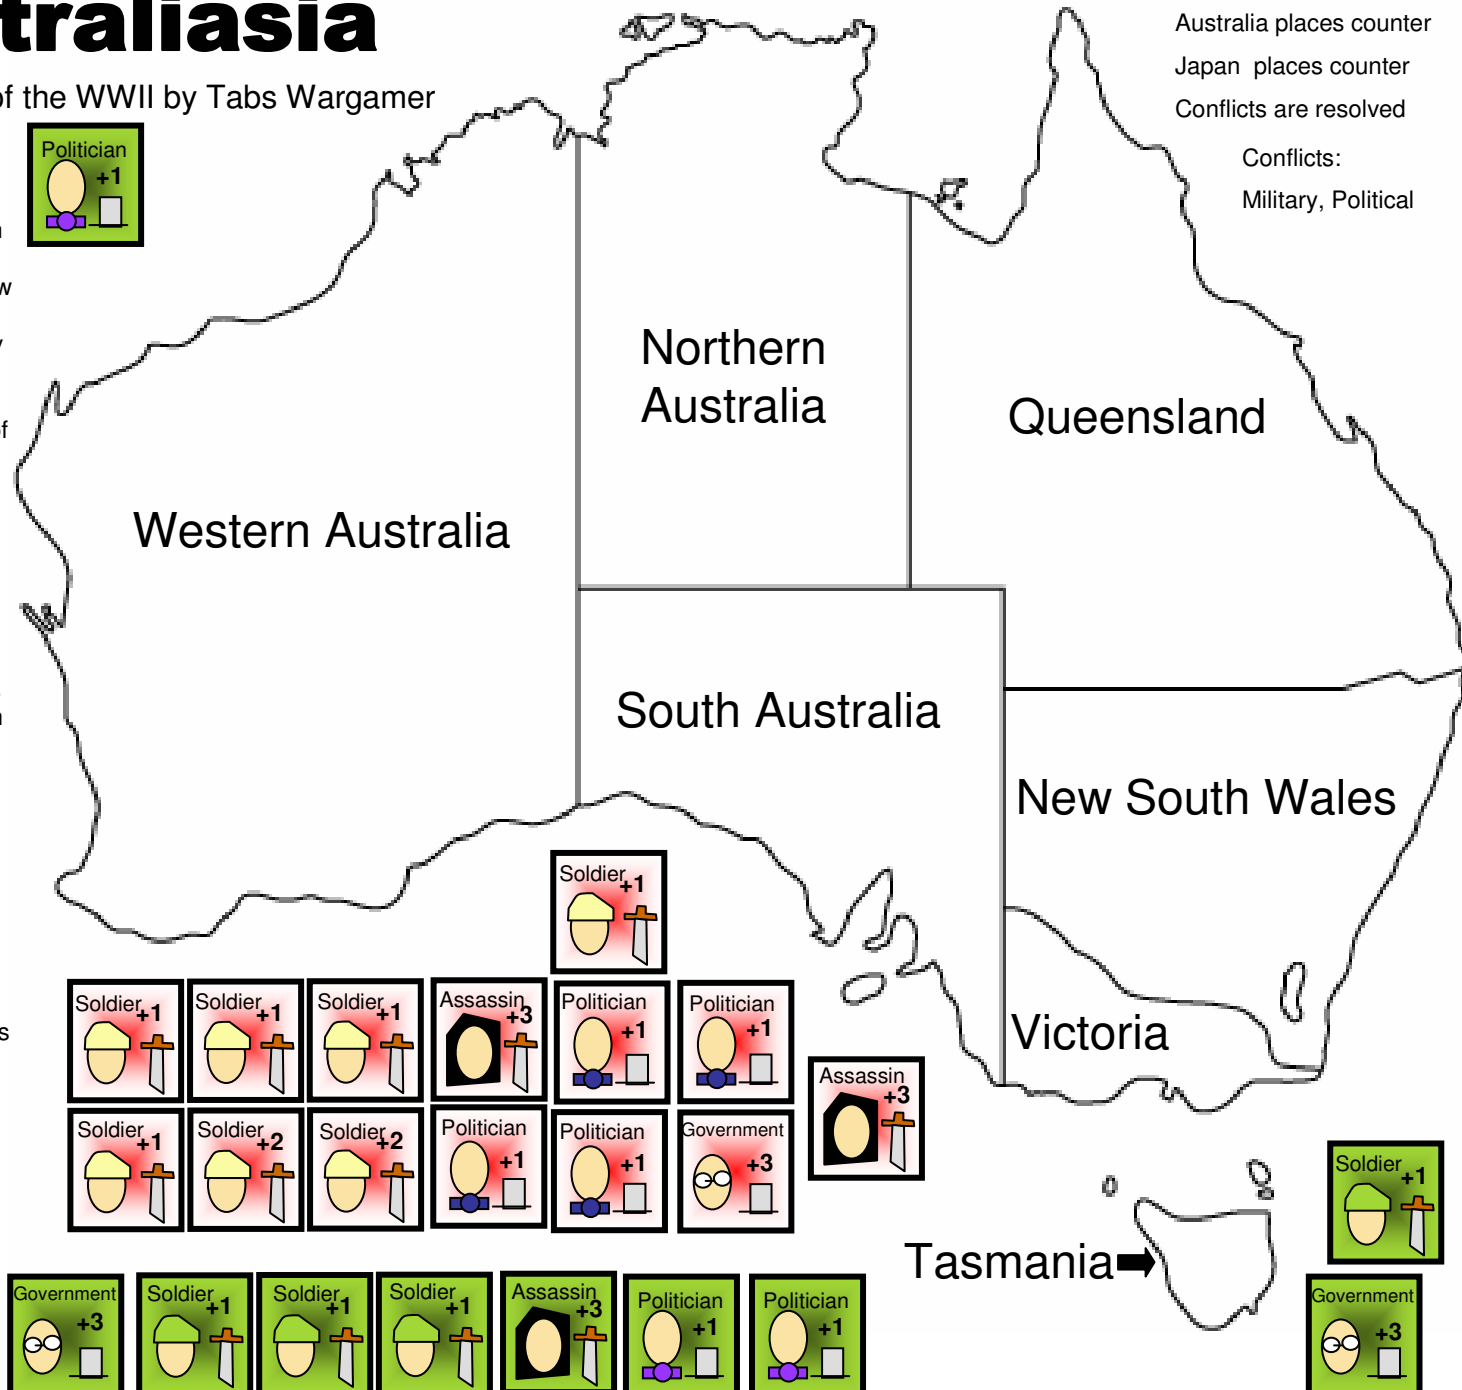 traliasia
of the WWII by Tabs Wargamer
Australia places counter
Japan places counter
Conflicts are resolved
Conflicts:
Military, Political
Politician
+1
w
of
s
Northern
Australia
Queensland
Western Australia
South Australia
New South Wales
Victoria
Tasmania
Soldier
+1
Soldier
+1
Soldier
+1
Soldier
+1
Assassin
+3
Politician
+1
Politician
+1
Assassin
+3
Soldier
+1
Soldier
+2
Soldier
+2
Politician
+1
Politician
+1
Government
+3
Soldier
+1
Government
+3
Soldier
+1
Soldier
+1
Soldier
+1
Assassin
+3
Politician
+1
Politician
+1
Government
+3